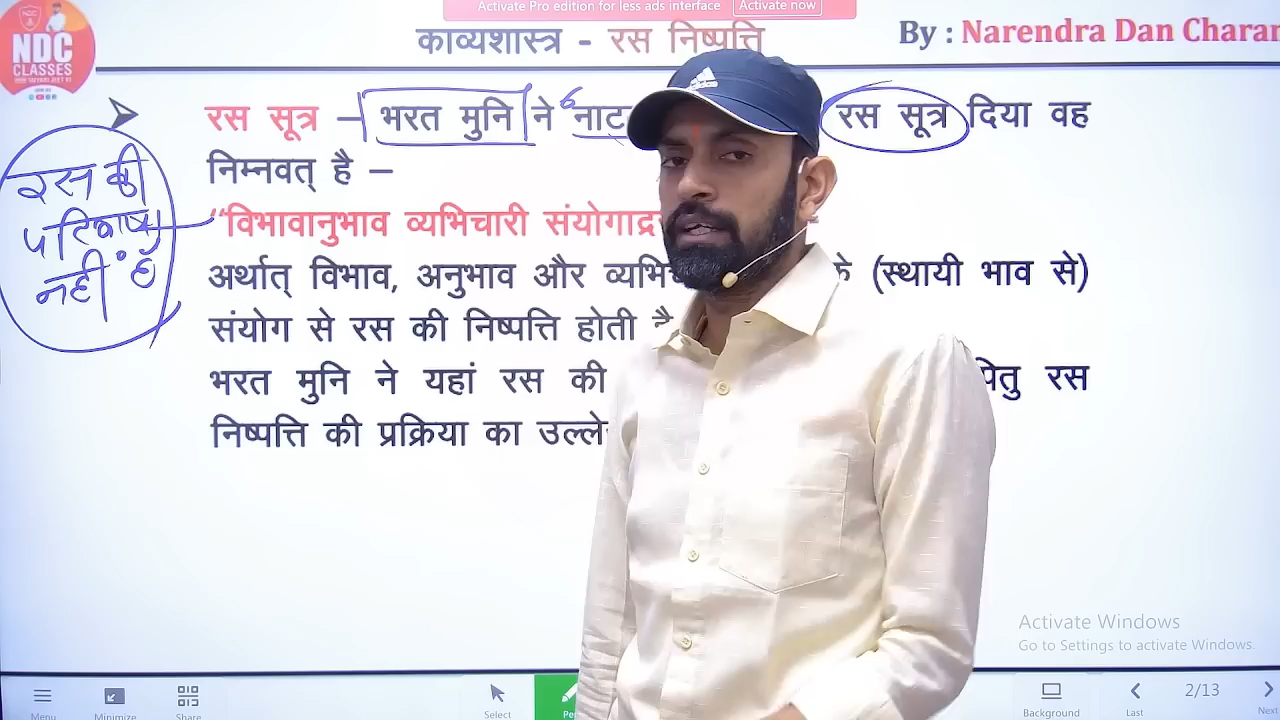 Activate Pro edition for less ads interface Activate now
NDC
CLASSES
काव्यशास्त्र - रस निष्पत्ति
By : Narendra Dan Charan
रस सूत्र – भरत मुनि ने रस सूत्र दिया वह
निम्नवत् है –
“विभावानुभाव व्यभिचारी
अर्थात् विभाव, अनुभाव और (स्थायी भाव से)
संयोग से रस की निष्पत्ति होती
भरत मुनि ने यहां रस की रस
निष्पत्ति की प्रक्रिया का
रस की
परिभाषा
नहीं है
Activate Windows
Go to Settings to activate Windows.
Menu Minimize Share Select Background Last 2/13 Next